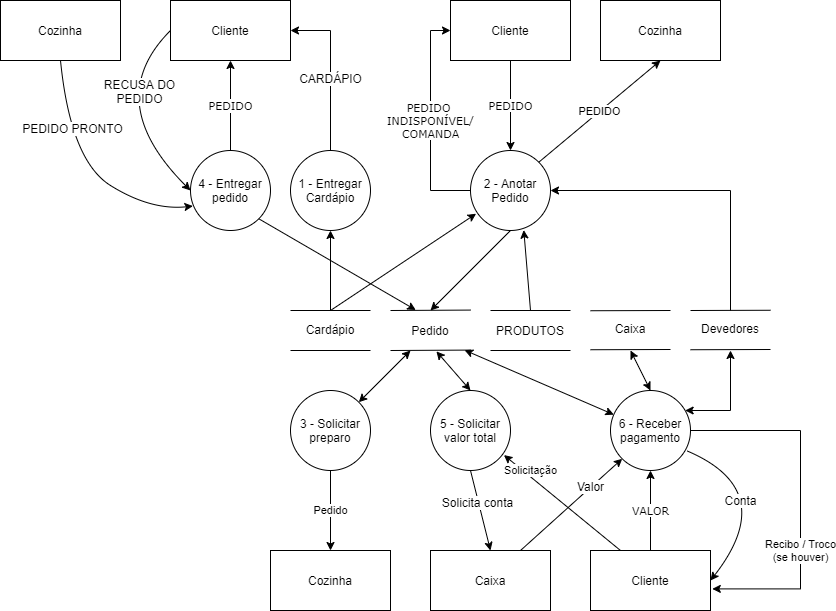 Cozinha
Cliente
Cliente
Cozinha
CARDÁPIO
RECUSA DO
PEDIDO
PEDIDO
PEDIDO
INDISPONÍVEL/
COMANDA
PEDIDO
PEDIDO
PEDIDO PRONTO
4 - Entregar
pedido
1 - Entregar
Cardápio
2 - Anotar
Pedido
Cardápio
Pedido
PRODUTOS
Caixa
Devedores
3 - Solicitar
preparo
5 - Solicitar
valor total
6 - Receber
pagamento
Solicitação
Valor
Solicita conta
Conta
Pedido
VALOR
Recibo / Troco
(se houver)
Cozinha
Caixa
Cliente